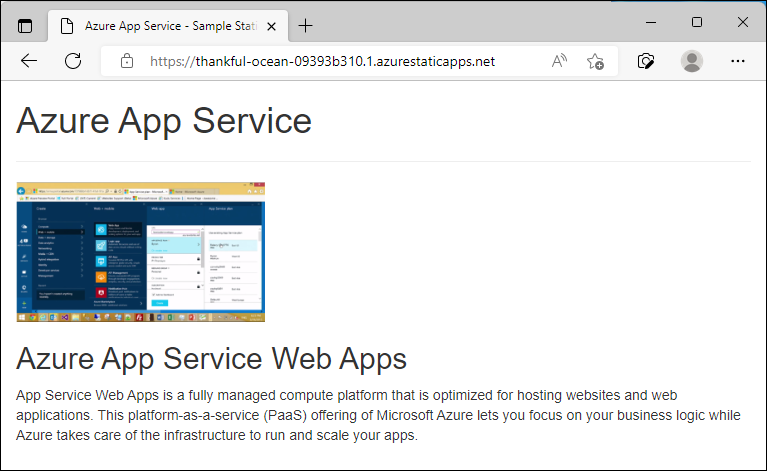 Azure App Service - Sample Stati
https://thankful-ocean-09393b310.1.azurestaticapps.net
Azure App Service
Azure App Service Web Apps
App Service Web Apps is a fully managed compute platform that is optimized for hosting websites and web
applications. This platform-as-a-service (PaaS) offering of Microsoft Azure lets you focus on your business logic while
Azure takes care of the infrastructure to run and scale your apps.